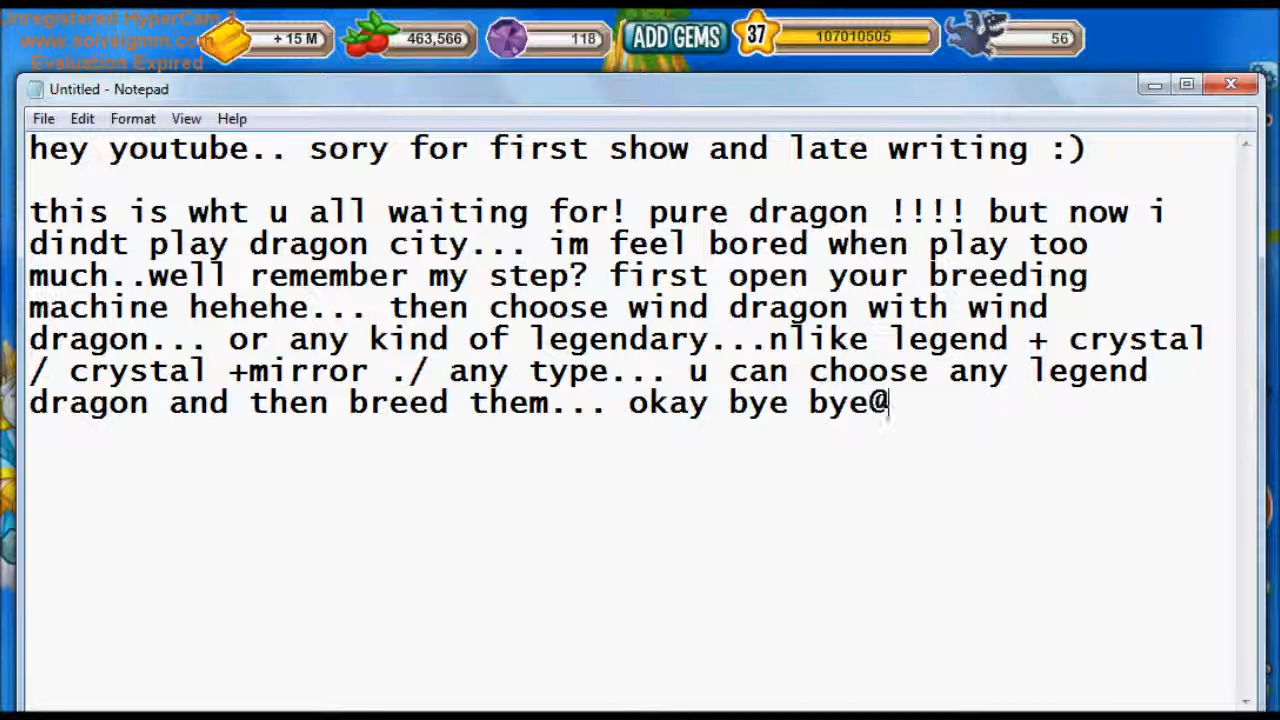 Unregistered HyperCam 3
www.solveigmm.com
Evaluation Expired
+ 15 M
463,566
118
ADD GEMS
37
107010505
56
Untitled - Notepad
File Edit Format View Help
hey youtube.. sory for first show and late writing :)
this is wht u all waiting for! pure dragon !!!! but now i
dindt play dragon city... im feel bored when play too
much..well remember my step? first open your breeding
machine hehehe... then choose wind dragon with wind
dragon... or any kind of legendary...nlike legend + crystal
/ crystal +mirror ./ any type... u can choose any legend
dragon and then breed them... okay bye bye@